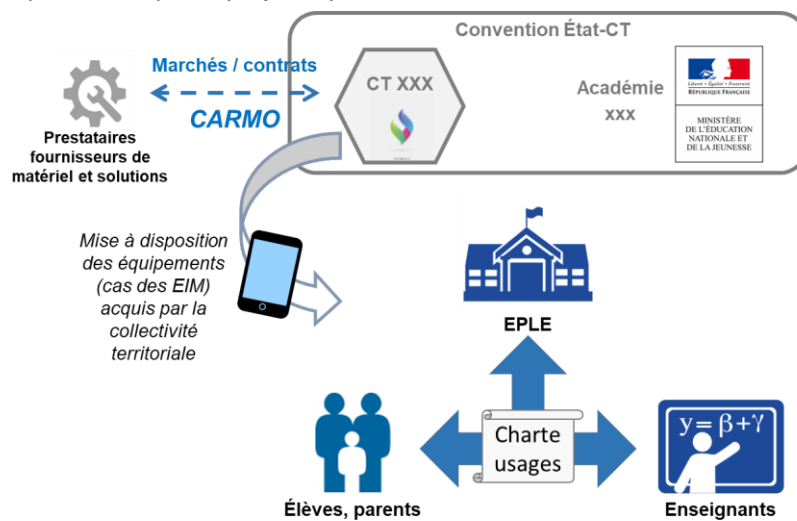 Convention État-CT
Marchés / contrats
CARMO
CT XXX
Académie
xxx
Liberté • Égalité • Fraternité
RÉPUBLIQUE FRANÇAISE
MINISTÈRE
DE L'ÉDUCATION
NATIONALE ET
DE LA JEUNESSE
Prestataires
fournisseurs de
matériel et solutions
Mise à disposition
des équipements
(cas des EIM)
acquis par la
collectivité
territoriale
EPLE
Charte
usages
y = β+γ
Élèves, parents
Enseignants